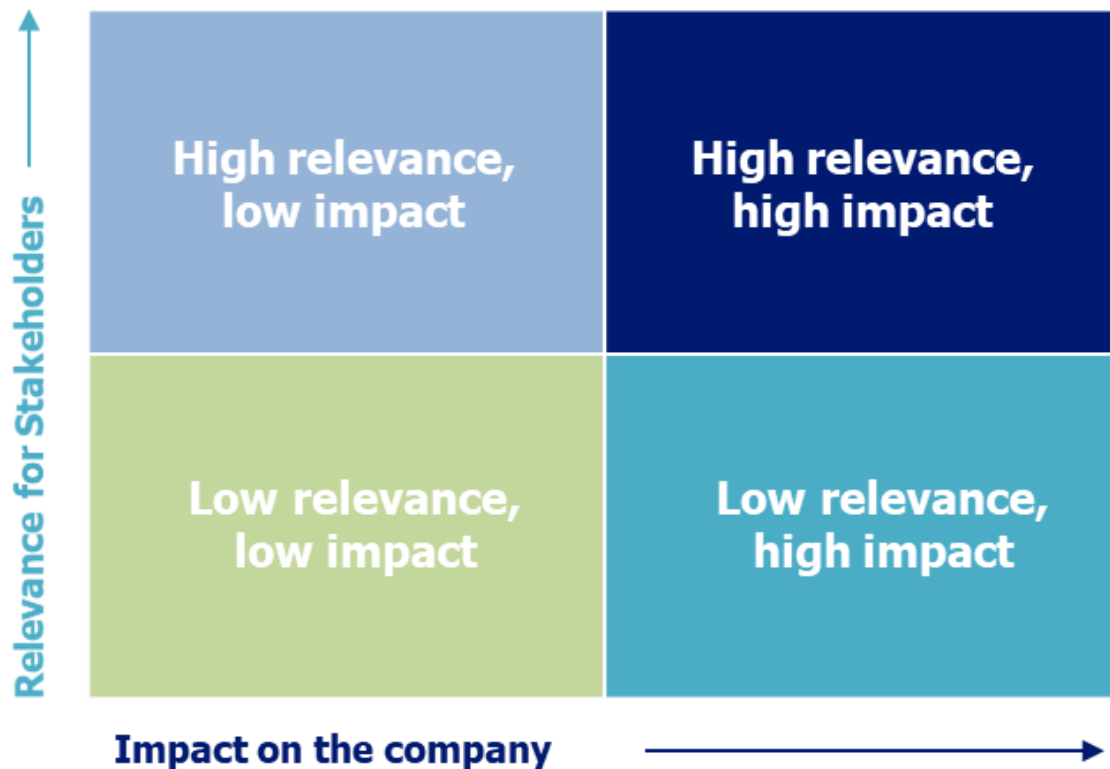 Relevance for Stakeholders
High relevance,
low impact
High relevance,
high impact
Low relevance,
low impact
Low relevance,
high impact
Impact on the company